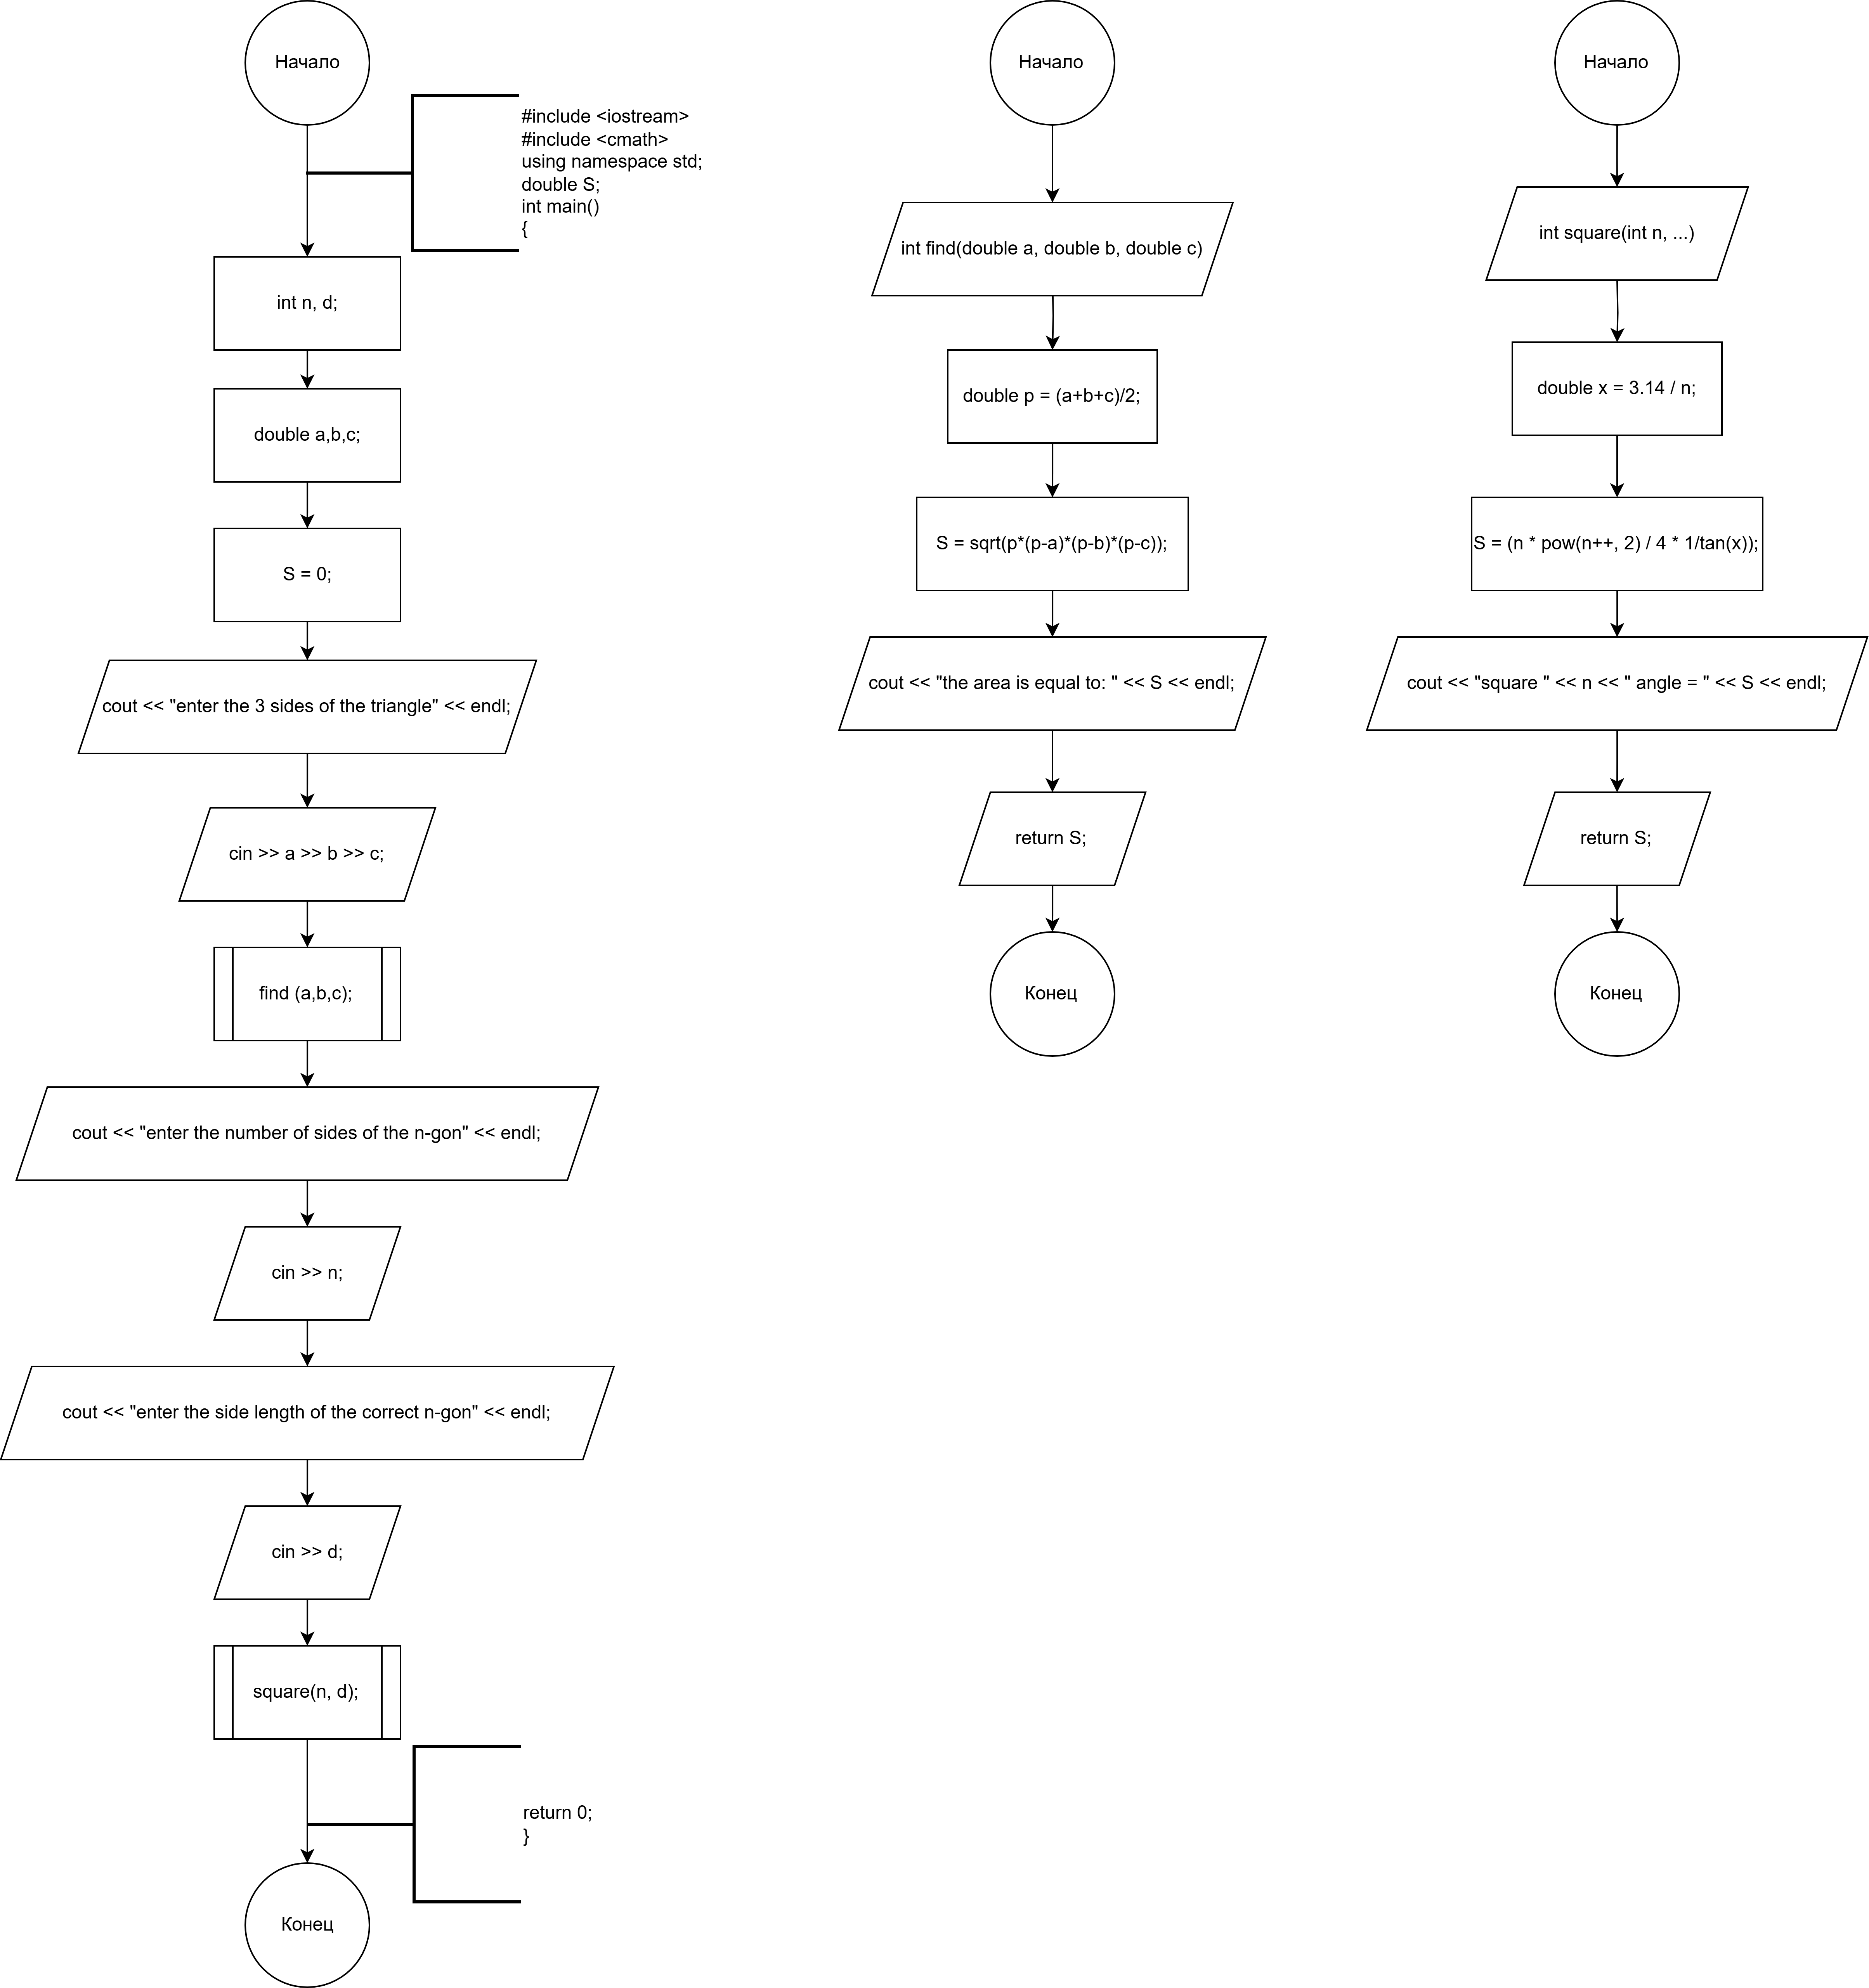 Начало
#include <iostream>
#include <cmath>
using namespace std;
double S;
int main()
{
int n, d;
double a,b,c;
S = 0;
cout << "enter the 3 sides of the triangle" << endl;
cin >> a >> b >> c;
find (a,b,c);
cout << "enter the number of sides of the n-gon" << endl;
cin >> n;
cout << "enter the side length of the correct n-gon" << endl;
cin >> d;
square(n, d);
return 0;
}
Конец
Начало
int find(double a, double b, double c)
double p = (a+b+c)/2;
S = sqrt(p*(p-a)*(p-b)*(p-c));
cout << "the area is equal to: " << S << endl;
return S;
Конец
Начало
int square(int n, ...)
double x = 3.14 / n;
S = (n * pow(n++, 2) / 4 * 1/tan(x));
cout << "square " << n << " angle = " << S << endl;
return S;
Конец